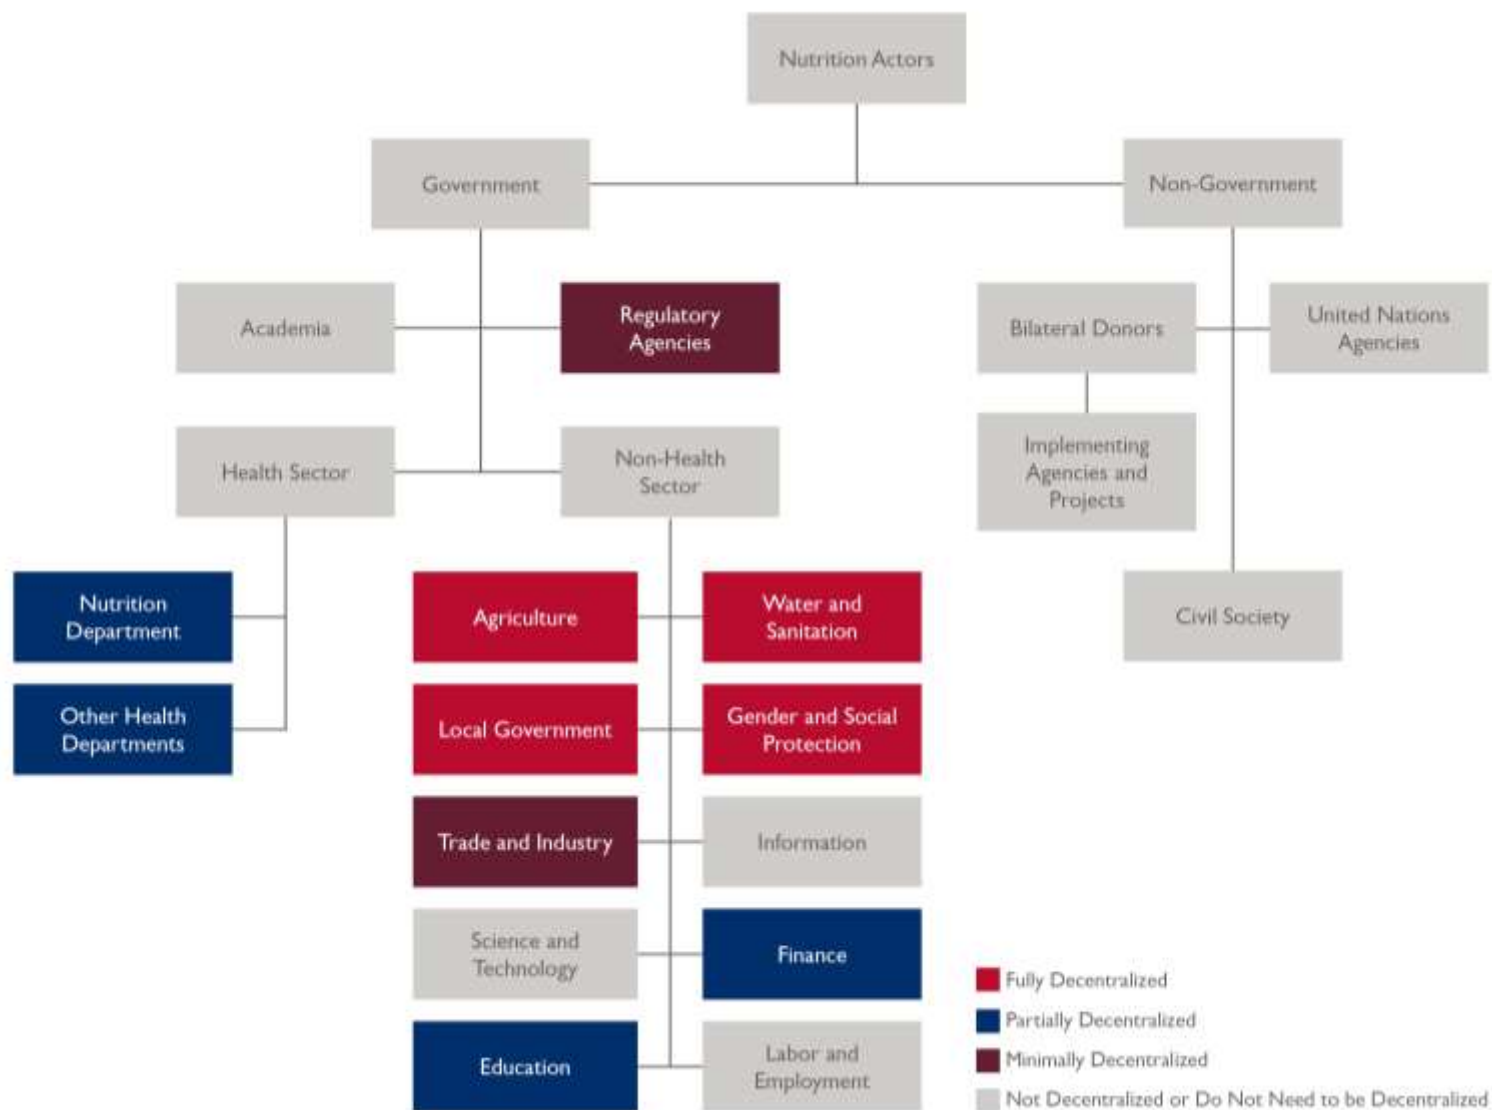 Nutrition Actors
Government
Non-Government
Academia
Regulatory
Agencies
Bilateral Donors
United Nations
Agencies
Health Sector
Non-Health
Sector
Implementing
Agencies and
Projects
Nutrition
Department
Agriculture
Water and
Sanitation
Civil Society
Other Health
Departments
Local Government
Gender and Social
Protection
Trade and Industry
Information
Science and
Technology
Finance
Education
Labor and
Employment
Fully Decentralized
Partially Decentralized
Minimally Decentralized
Not Decentralized or Do Not Need to be Decentralized